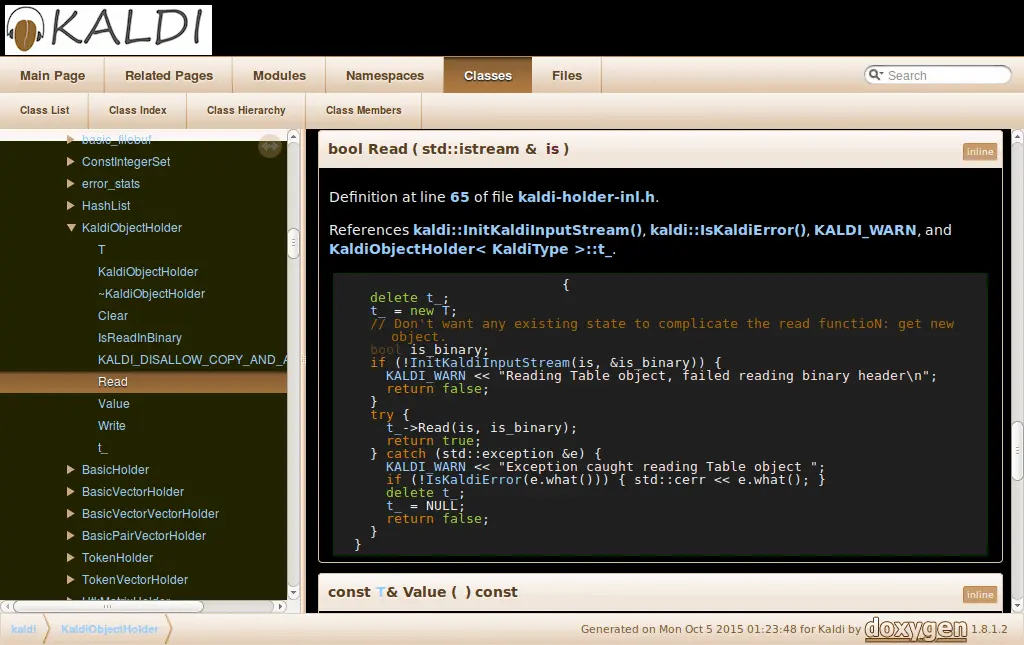 KALDI
Main Page Related Pages Modules Namespaces Classes Files Search
Class List Class Index Class Hierarchy Class Members
basic_filebuf
ConstIntegerSet
error_stats
HashList
KaldiObjectHolder
T
KaldiObjectHolder
~KaldiObjectHolder
Clear
IsReadInBinary
KALDI_DISALLOW_COPY_AND_A
Read
Value
Write
t_
BasicHolder
BasicVectorHolder
BasicVectorVectorHolder
BasicPairVectorHolder
TokenHolder
TokenVectorHolder
HtkMatrixHolder
bool Read ( std::istream & is ) inline
Definition at line 65 of file kaldi-holder-inl.h.
References kaldi::InitKaldiInputStream(), kaldi::IsKaldiError(), KALDI_WARN, and
KaldiObjectHolder< KaldiType >::t_.
{
delete t_;
t_ = new T;
// Don't want any existing state to complicate the read functioN: get new
object.
bool is_binary;
if (!InitKaldiInputStream(is, &is_binary)) {
KALDI_WARN << "Reading Table object, failed reading binary header\n";
return false;
}
try {
t_->Read(is, is_binary);
return true;
} catch (std::exception &e) {
KALDI_WARN << "Exception caught reading Table object ";
if (!IsKaldiError(e.what())) { std::cerr << e.what(); }
delete t_;
t_ = NULL;
return false;
}
}
const T& Value ( ) const inline
kaldi KaldiObjectHolder Generated on Mon Oct 5 2015 01:23:48 for Kaldi by doxygen 1.8.1.2